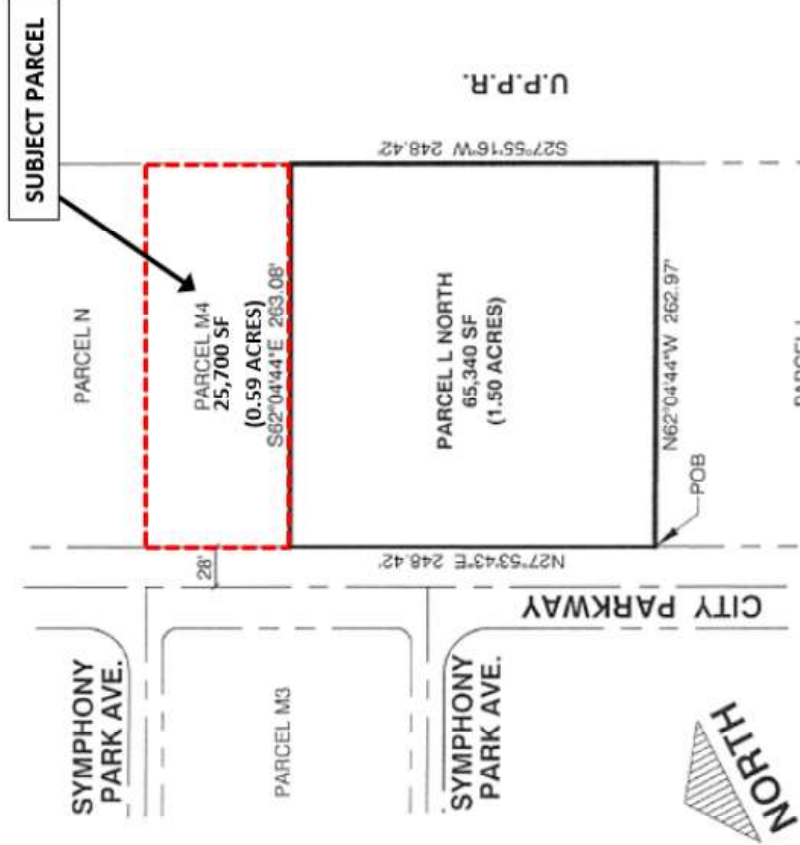 SUBJECT PARCEL
U.P.P.R.
PARCEL N
PARCEL M4
25,700 SF
(0.59 ACRES)
S62°04'44"E 263.08'
S27°55'16"W 248.42'
PARCEL L NORTH
65,340 SF
(1.50 ACRES)
N62°04'44"W 262.97'
POB
N27°53'43"E 248.42'
28'
CITY PARKWAY
SYMPHONY
PARK AVE.
PARCEL M3
SYMPHONY
PARK AVE.
NORTH